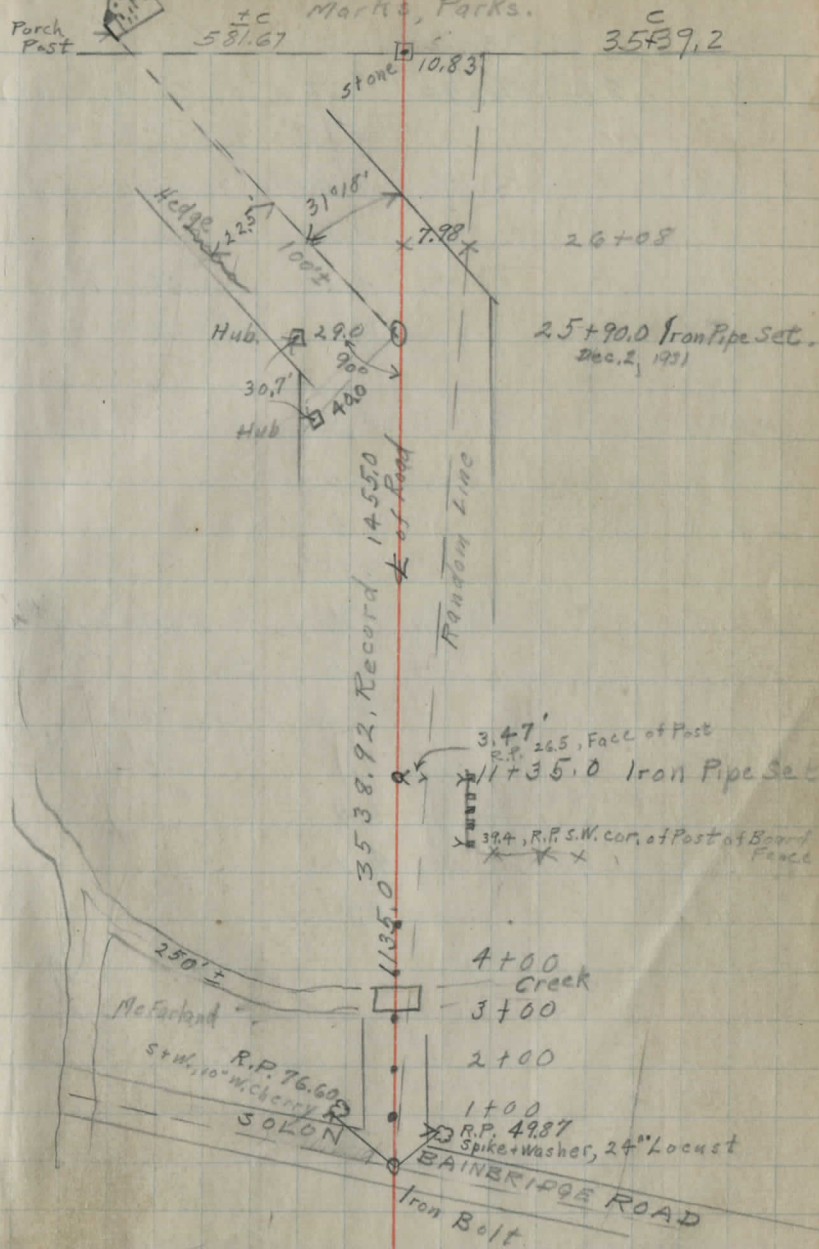 Marks, Parks.
Porch
Post
±c
581.67
c
35+39.2
Stone
10.83
31°18'
Hedge
22.5'
100'±
7.98
26+08
Hub.
29.0
25+90.0 Iron Pipe Set.
Dec. 2, 1931
90°
30.7'
40.0
Hub
3538.92, Record
1455.0
℄ of Road
Random Line
3.47'
R.P. 26.5, Face of Post
11+35.0 Iron Pipe Set
39.4, R.P. S.W. cor. of Post of Board
Fence
1135.0
250'±
4+00
Creek
McFarland
3+00
2+00
R.P. 76.60
S+W., 10" W. Cherry
1+00
R.P. 49.87
Spike+Washer, 24" Locust
SOLON
BAINBRIDGE ROAD
Iron Bolt